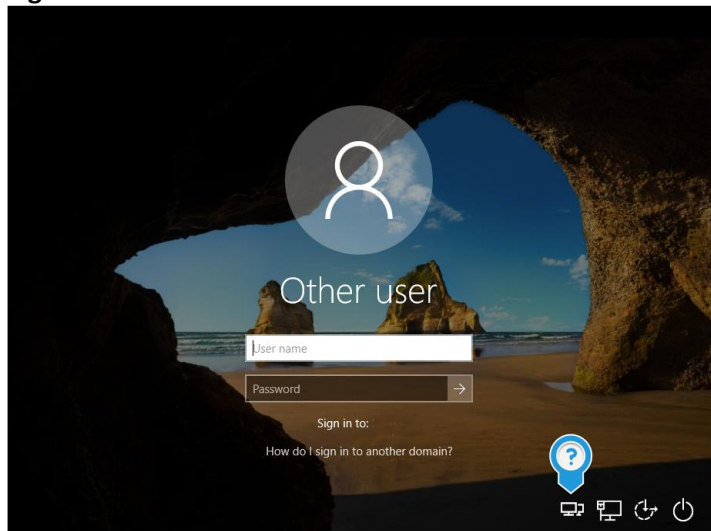 Other user
User name
Password
Sign in to:
How do I sign in to another domain?
?